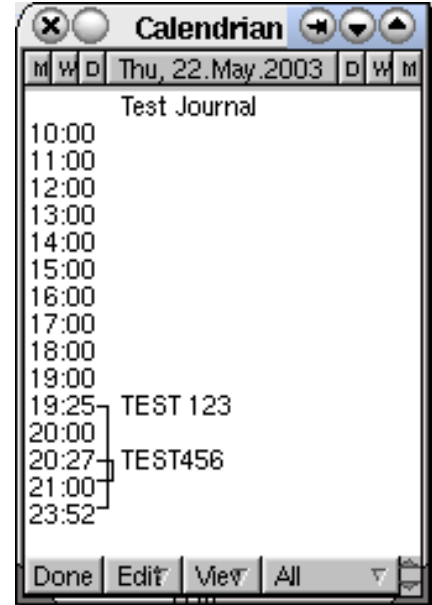 Calendrian
M W D Thu, 22.May.2003 D W M
Test Journal
10:00
11:00
12:00
13:00
14:00
15:00
16:00
17:00
18:00
19:00
19:25 TEST 123
20:00
20:27 TEST456
21:00
23:52
Done Edit View All